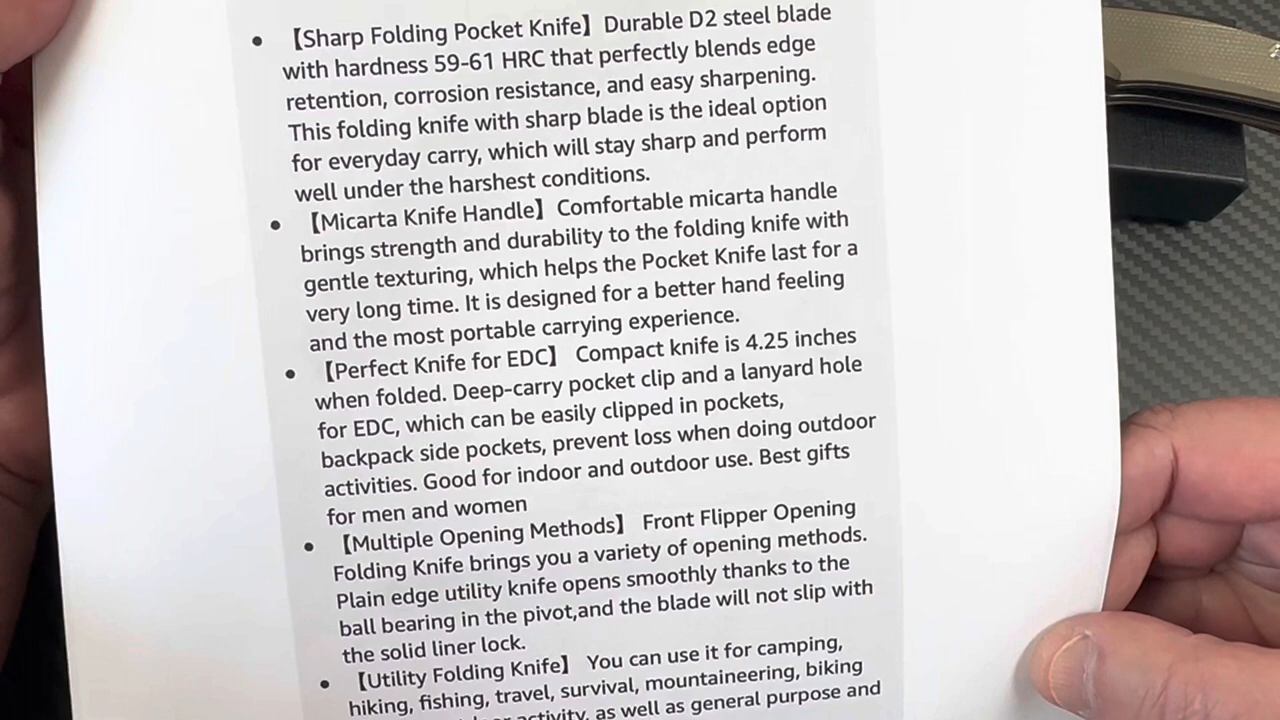 • 【Sharp Folding Pocket Knife】 Durable D2 steel blade
with hardness 59-61 HRC that perfectly blends edge
retention, corrosion resistance, and easy sharpening.
This folding knife with sharp blade is the ideal option
for everyday carry, which will stay sharp and perform
well under the harshest conditions.
• 【Micarta Knife Handle】 Comfortable micarta handle
brings strength and durability to the folding knife with
gentle texturing, which helps the Pocket Knife last for a
very long time. It is designed for a better hand feeling
and the most portable carrying experience.
• 【Perfect Knife for EDC】 Compact knife is 4.25 inches
when folded. Deep-carry pocket clip and a lanyard hole
for EDC, which can be easily clipped in pockets,
backpack side pockets, prevent loss when doing outdoor
activities. Good for indoor and outdoor use. Best gifts
for men and women
• 【Multiple Opening Methods】 Front Flipper Opening
Folding Knife brings you a variety of opening methods.
Plain edge utility knife opens smoothly thanks to the
ball bearing in the pivot,and the blade will not slip with
the solid liner lock.
• 【Utility Folding Knife】 You can use it for camping,
hiking, fishing, travel, survival, mountaineering, biking
activity, as well as general purpose and